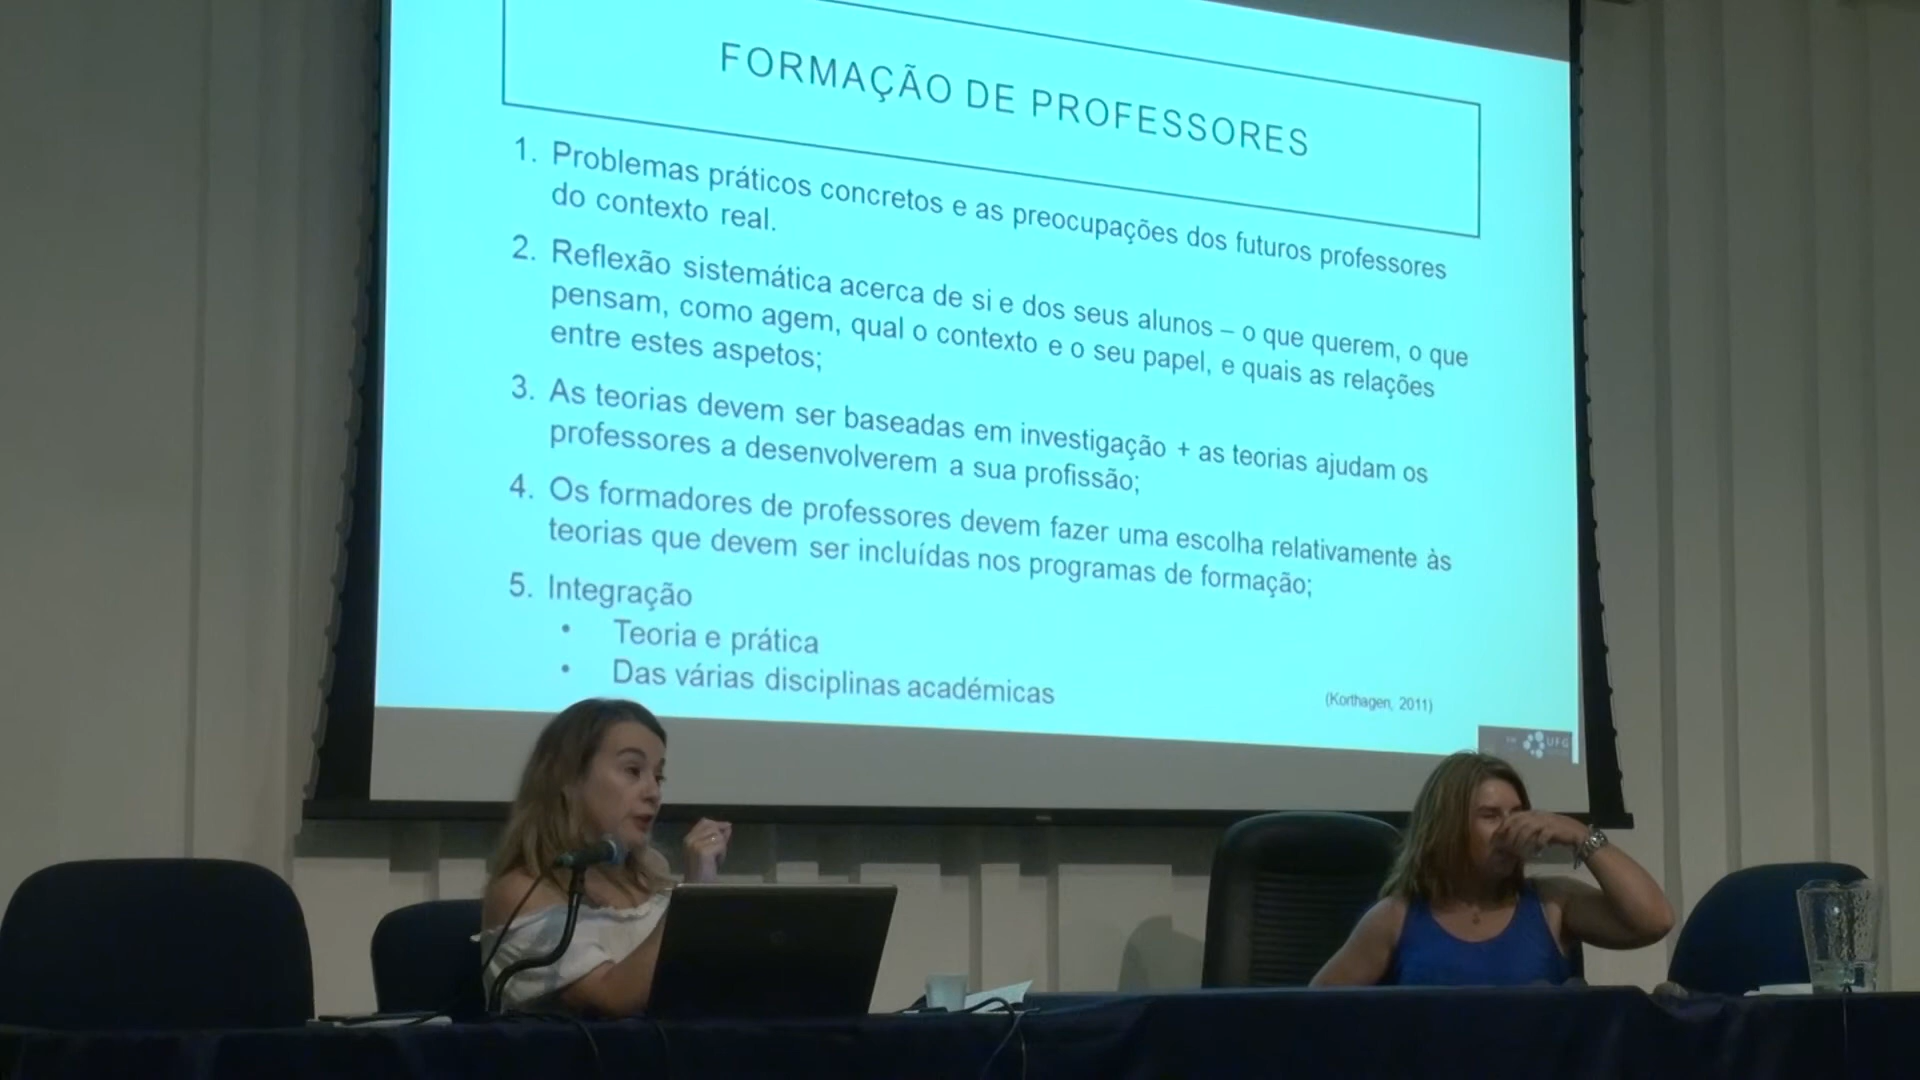 FORMAÇÃO DE PROFESSORES
1. Problemas práticos concretos e as preocupações dos futuros professores
do contexto real.
2. Reflexão sistemática acerca de si e dos seus alunos – o que querem, o que
pensam, como agem, qual o contexto e o seu papel, e quais as relações
entre estes aspetos;
3. As teorias devem ser baseadas em investigação + as teorias ajudam os
professores a desenvolverem a sua profissão;
4. Os formadores de professores devem fazer uma escolha relativamente às
teorias que devem ser incluídas nos programas de formação;
5. Integração
• Teoria e prática
• Das várias disciplinas académicas
(Korthagen, 2011)
UFG